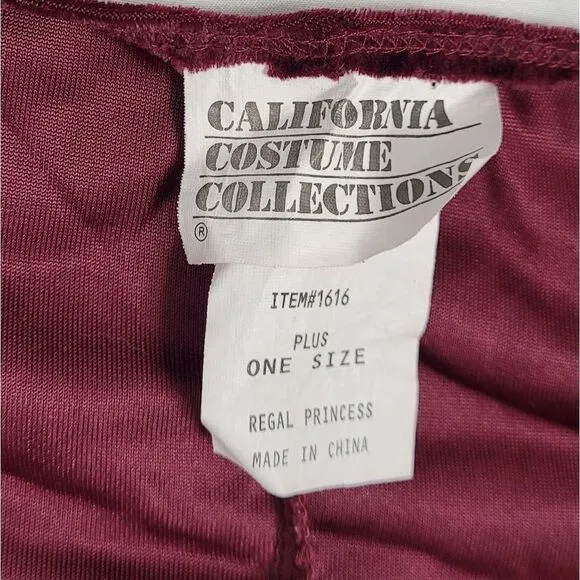 CALIFORNIA
COSTUME
COLLECTIONS
®
ITEM#1616
PLUS
ONE SIZE
REGAL PRINCESS
MADE IN CHINA